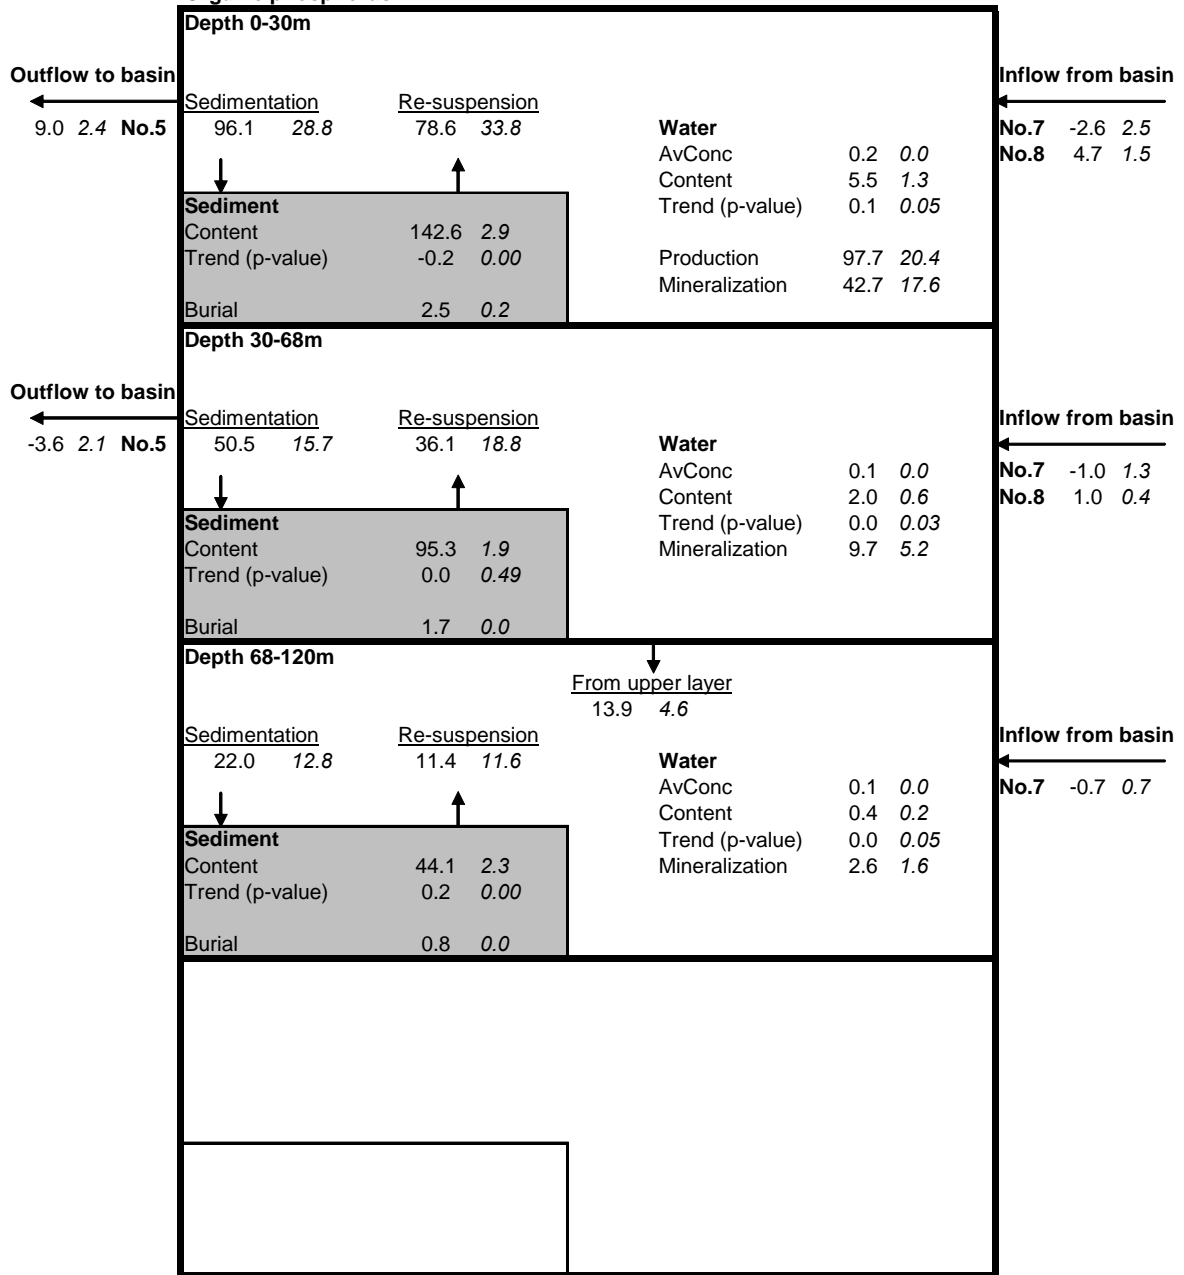 Depth 0-30m
Outflow to basin
Inflow from basin
Sedimentation Re-suspension
9.0 2.4 No.5 96.1 28.8 78.6 33.8 Water No.7 -2.6 2.5
AvConc 0.2 0.0 No.8 4.7 1.5
Content 5.5 1.3
Sediment Trend (p-value) 0.1 0.05
Content 142.6 2.9
Trend (p-value) -0.2 0.00 Production 97.7 20.4
Mineralization 42.7 17.6
Burial 2.5 0.2
Depth 30-68m
Outflow to basin
Sedimentation Re-suspension Inflow from basin
-3.6 2.1 No.5 50.5 15.7 36.1 18.8 Water
AvConc 0.1 0.0 No.7 -1.0 1.3
Content 2.0 0.6 No.8 1.0 0.4
Sediment Trend (p-value) 0.0 0.03
Content 95.3 1.9 Mineralization 9.7 5.2
Trend (p-value) 0.0 0.49
Burial 1.7 0.0
Depth 68-120m
From upper layer
13.9 4.6
Sedimentation Re-suspension Inflow from basin
22.0 12.8 11.4 11.6 Water
AvConc 0.1 0.0 No.7 -0.7 0.7
Content 0.4 0.2
Sediment Trend (p-value) 0.0 0.05
Content 44.1 2.3 Mineralization 2.6 1.6
Trend (p-value) 0.2 0.00
Burial 0.8 0.0